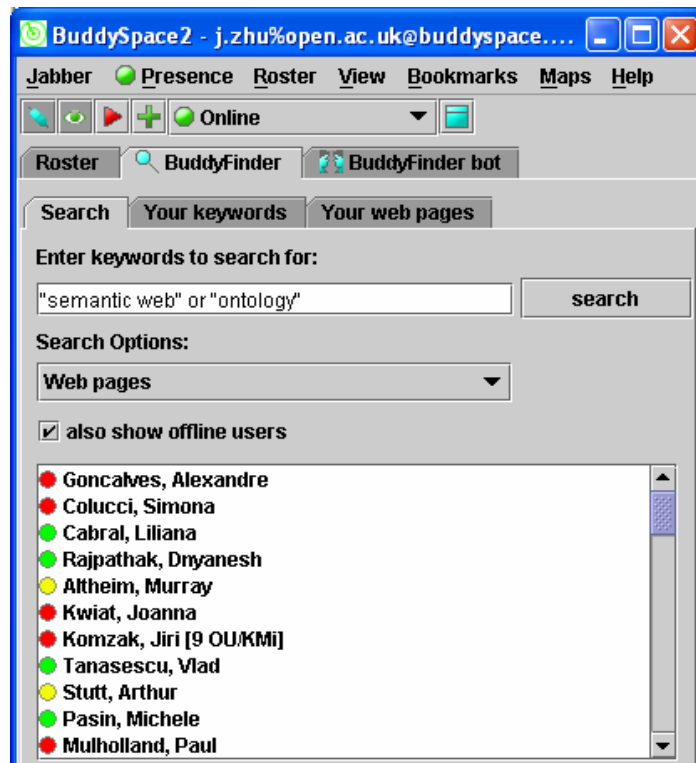 BuddySpace2 - j.zhu%open.ac.uk@buddyspace....
Jabber Presence Roster View Bookmarks Maps Help
Online
Roster BuddyFinder BuddyFinder bot
Search Your keywords Your web pages
Enter keywords to search for:
"semantic web" or "ontology" search
Search Options:
Web pages
also show offline users
Goncalves, Alexandre
Colucci, Simona
Cabral, Liliana
Rajpathak, Dnyanesh
Altheim, Murray
Kwiat, Joanna
Komzak, Jiri [9 OU/KMi]
Tanasescu, Vlad
Stutt, Arthur
Pasin, Michele
Mulholland, Paul